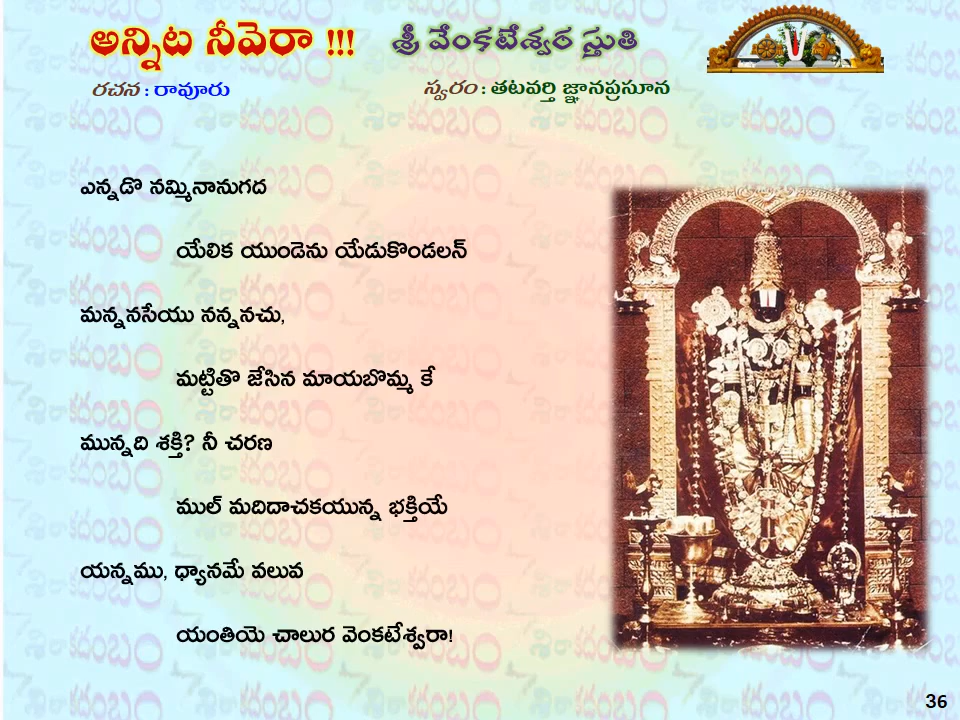 అన్నిట నీవెరా !!! శ్రీ వేంకటేశ్వర స్తుతి
రచన : రావూరు స్వరం : తటవర్తి జ్ఞానప్రసూన
ఎన్నడొ నమ్మినానుగద
యేలిక యుండెను యేడుకొండలన్
మన్ననసేయు నన్ననచు,
మట్టితొ జేసిన మాయబొమ్మ కే
మున్నది శక్తి? నీ చరణ
ముల్ మదిదాచకయున్న భక్తియే
యన్నము, ధ్యానమే వలువ
యంతియె చాలుర వెంకటేశ్వరా!
36